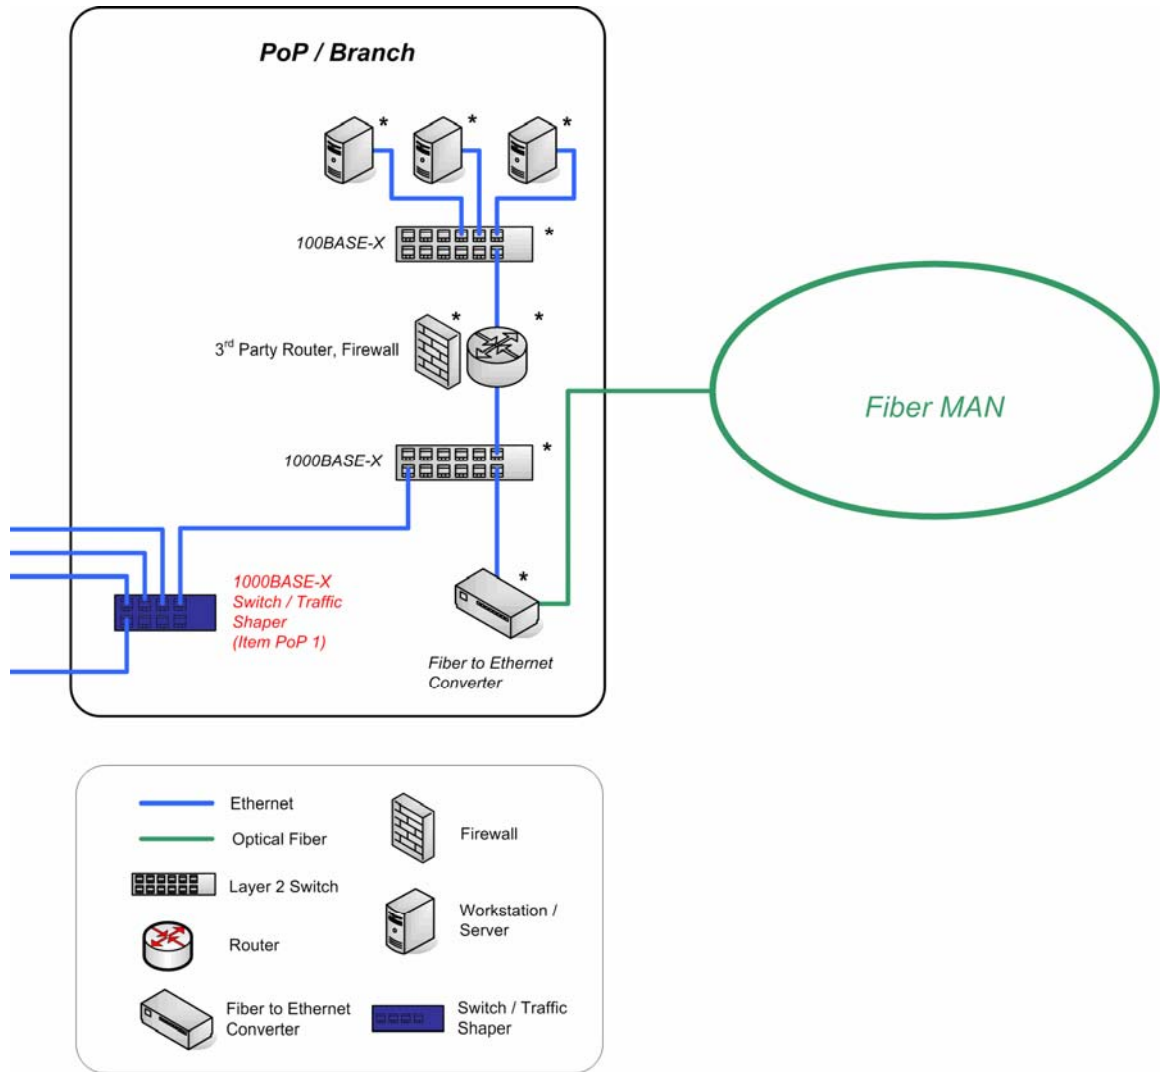 PoP / Branch
*
*
*
100BASE-X
*
3rd Party Router, Firewall
*
*
Fiber MAN
1000BASE-X
*
1000BASE-X
Switch / Traffic
Shaper
(Item PoP 1)
*
Fiber to Ethernet
Converter
Ethernet
Optical Fiber
Layer 2 Switch
Router
Fiber to Ethernet
Converter
Firewall
Workstation /
Server
Switch / Traffic
Shaper